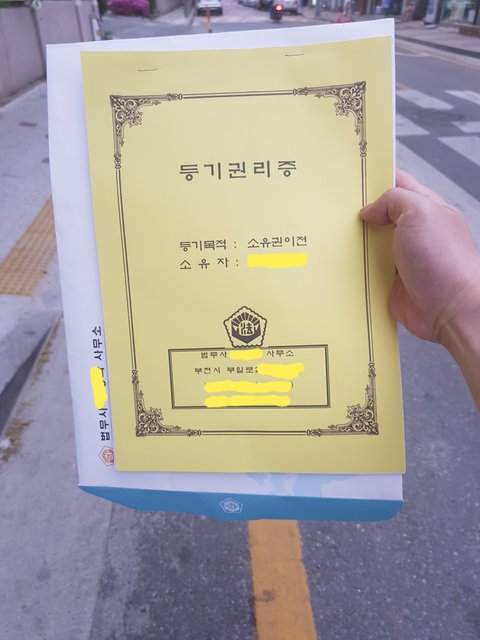 등기권리증
등기목적 : 소유권이전
소 유 자 :
法
법무사 사무소
부천시 부일로
법무사 사무소